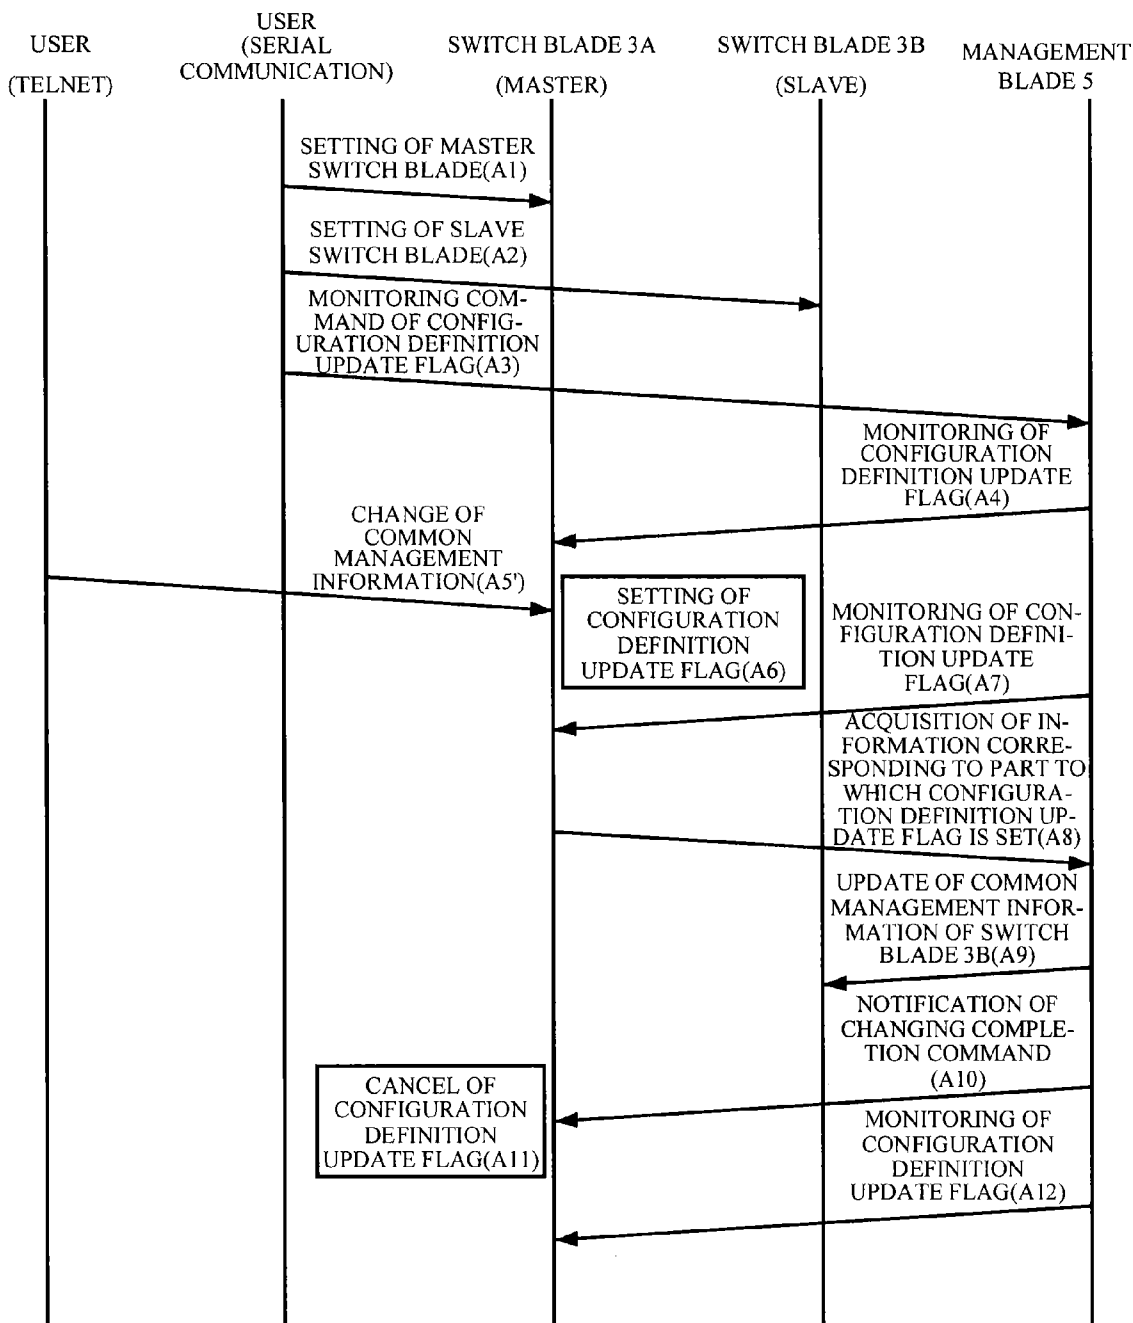 USER
(TELNET)
USER
(SERIAL
COMMUNICATION)
SWITCH BLADE 3A
(MASTER)
SWITCH BLADE 3B
(SLAVE)
MANAGEMENT
BLADE 5
SETTING OF MASTER
SWITCH BLADE(A1)
SETTING OF SLAVE
SWITCH BLADE(A2)
MONITORING COM-
MAND OF CONFIG-
URATION DEFINITION
UPDATE FLAG(A3)
MONITORING OF
CONFIGURATION
DEFINITION UPDATE
FLAG(A4)
CHANGE OF
COMMON
MANAGEMENT
INFORMATION(A5')
SETTING OF
CONFIGURATION
DEFINITION
UPDATE FLAG(A6)
MONITORING OF CON-
FIGURATION DEFINI-
TION UPDATE
FLAG(A7)
ACQUISITION OF IN-
FORMATION CORRE-
SPONDING TO PART TO
WHICH CONFIGURA-
TION DEFINITION UP-
DATE FLAG IS SET(A8)
UPDATE OF COMMON
MANAGEMENT INFOR-
MATION OF SWITCH
BLADE 3B(A9)
NOTIFICATION OF
CHANGING COMPLE-
TION COMMAND
(A10)
CANCEL OF
CONFIGURATION
DEFINITION
UPDATE FLAG(A11)
MONITORING OF
CONFIGURATION
DEFINITION
UPDATE FLAG(A12)